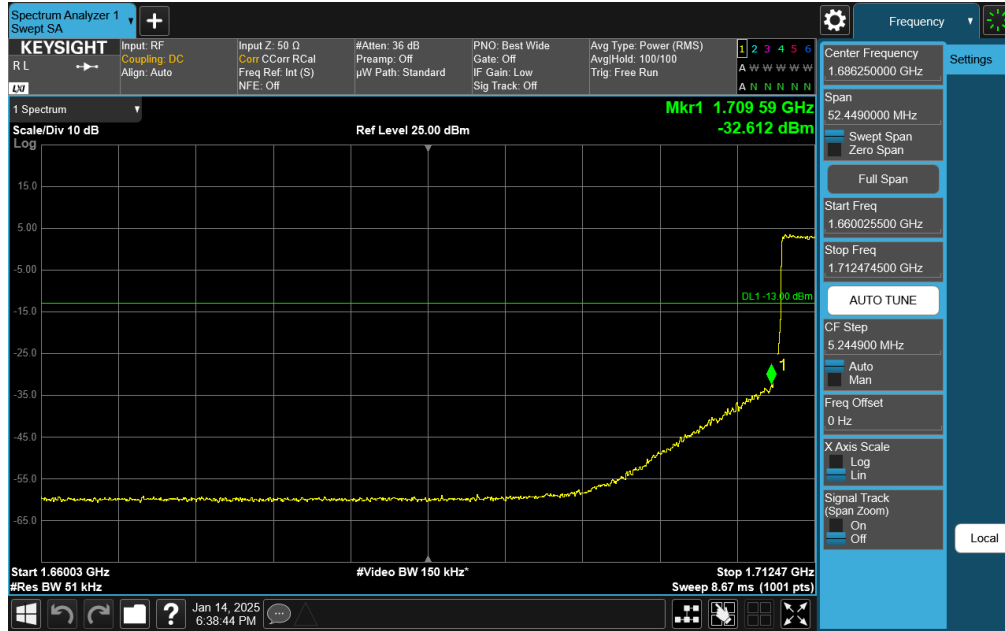 Spectrum Analyzer 1
Swept SA
+
Frequency
KEYSIGHT
R L
LXI
Input: RF
Coupling: DC
Align: Auto
Input Z: 50 Ω
Corr CCorr RCal
Freq Ref: Int (S)
NFE: Off
#Atten: 36 dB
Preamp: Off
µW Path: Standard
PNO: Best Wide
Gate: Off
IF Gain: Low
Sig Track: Off
Avg Type: Power (RMS)
Avg|Hold: 100/100
Trig: Free Run
1 2 3 4 5 6
A W W W W W
A N N N N N
1 Spectrum
Scale/Div 10 dB
Log
Ref Level 25.00 dBm
Mkr1 1.709 59 GHz
-32.612 dBm
15.0
5.00
-5.00
-15.0
-25.0
-35.0
-45.0
-55.0
-65.0
DL1 -13.00 dBm
1
Start 1.66003 GHz
#Res BW 51 kHz
#Video BW 150 kHz*
Stop 1.71247 GHz
Sweep 8.67 ms (1001 pts)
Center Frequency
1.686250000 GHz
Span
52.4490000 MHz
Swept Span
Zero Span
Full Span
Start Freq
1.660025500 GHz
Stop Freq
1.712474500 GHz
AUTO TUNE
CF Step
5.244900 MHz
Auto
Man
Freq Offset
0 Hz
X Axis Scale
Log
Lin
Signal Track
(Span Zoom)
On
Off
Settings
Local
?
Jan 14, 2025
6:38:44 PM